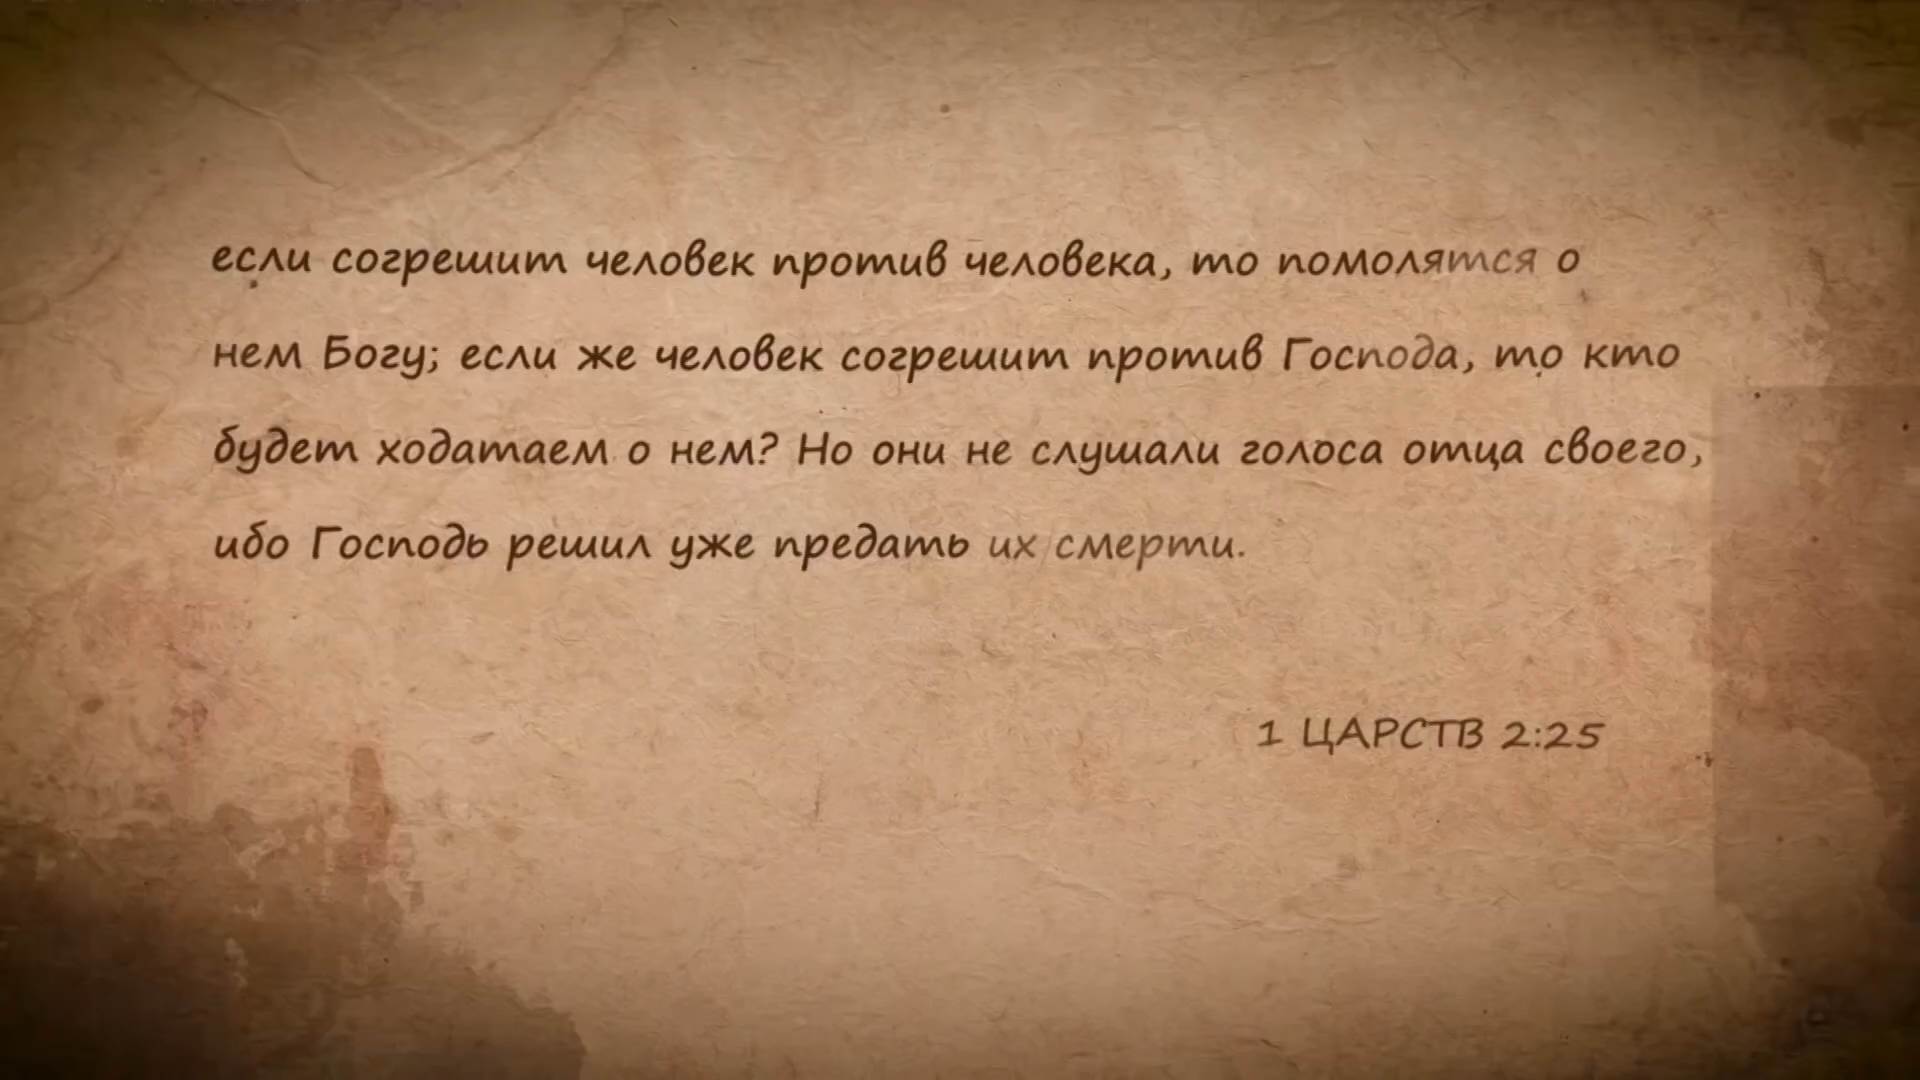 если согрешит человек против человека, то помолятся о
нем Богу; если же человек согрешит против Господа, то кто
будет ходатаем о нем? Но они не слушали голоса отца своего,
ибо Господь решил уже предать их смерти.
1 ЦАРСТВ 2:25